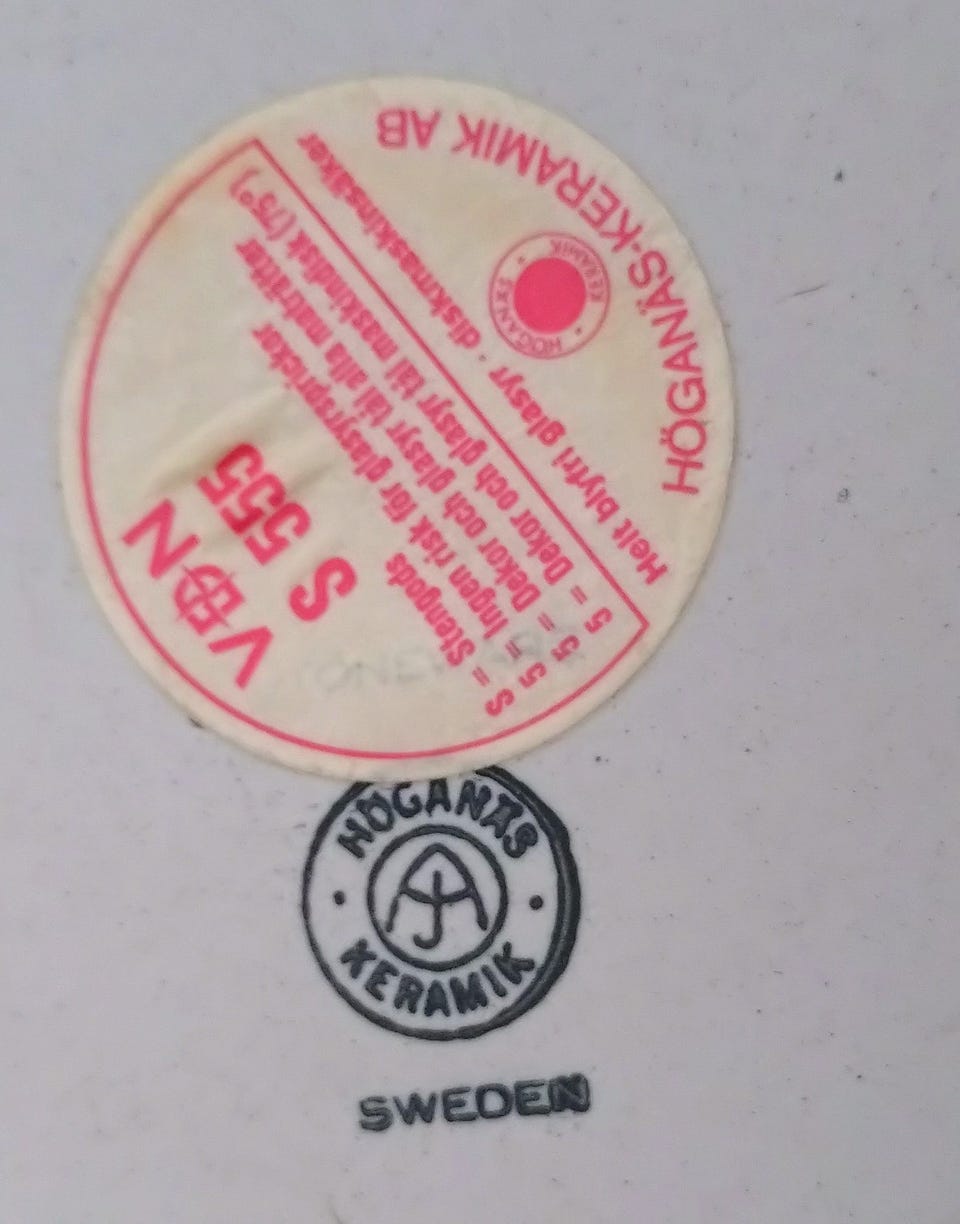 HÖGANÄS-KERAMIK AB
HÖGANÄS
KERAMIK
Helt blyfri glasyr · diskmaskinsäker
S = Stengods
5 = Ingen risk för glasyrsprickor
5 = Dekor och glasyr tål alla maträtter
5 = Dekor och glasyr tål maskindisk (75°)
S 555
VDN
HÖGANÄS
KERAMIK
SWEDEN